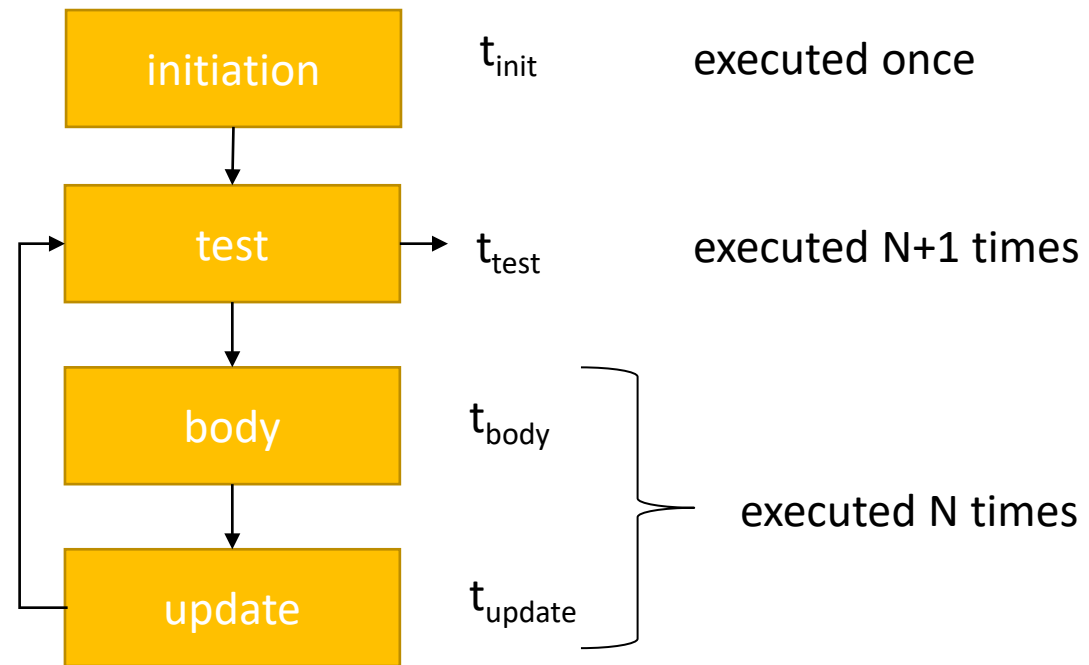 initiation t_init executed once
test t_test executed N+1 times
body t_body
executed N times
update t_update